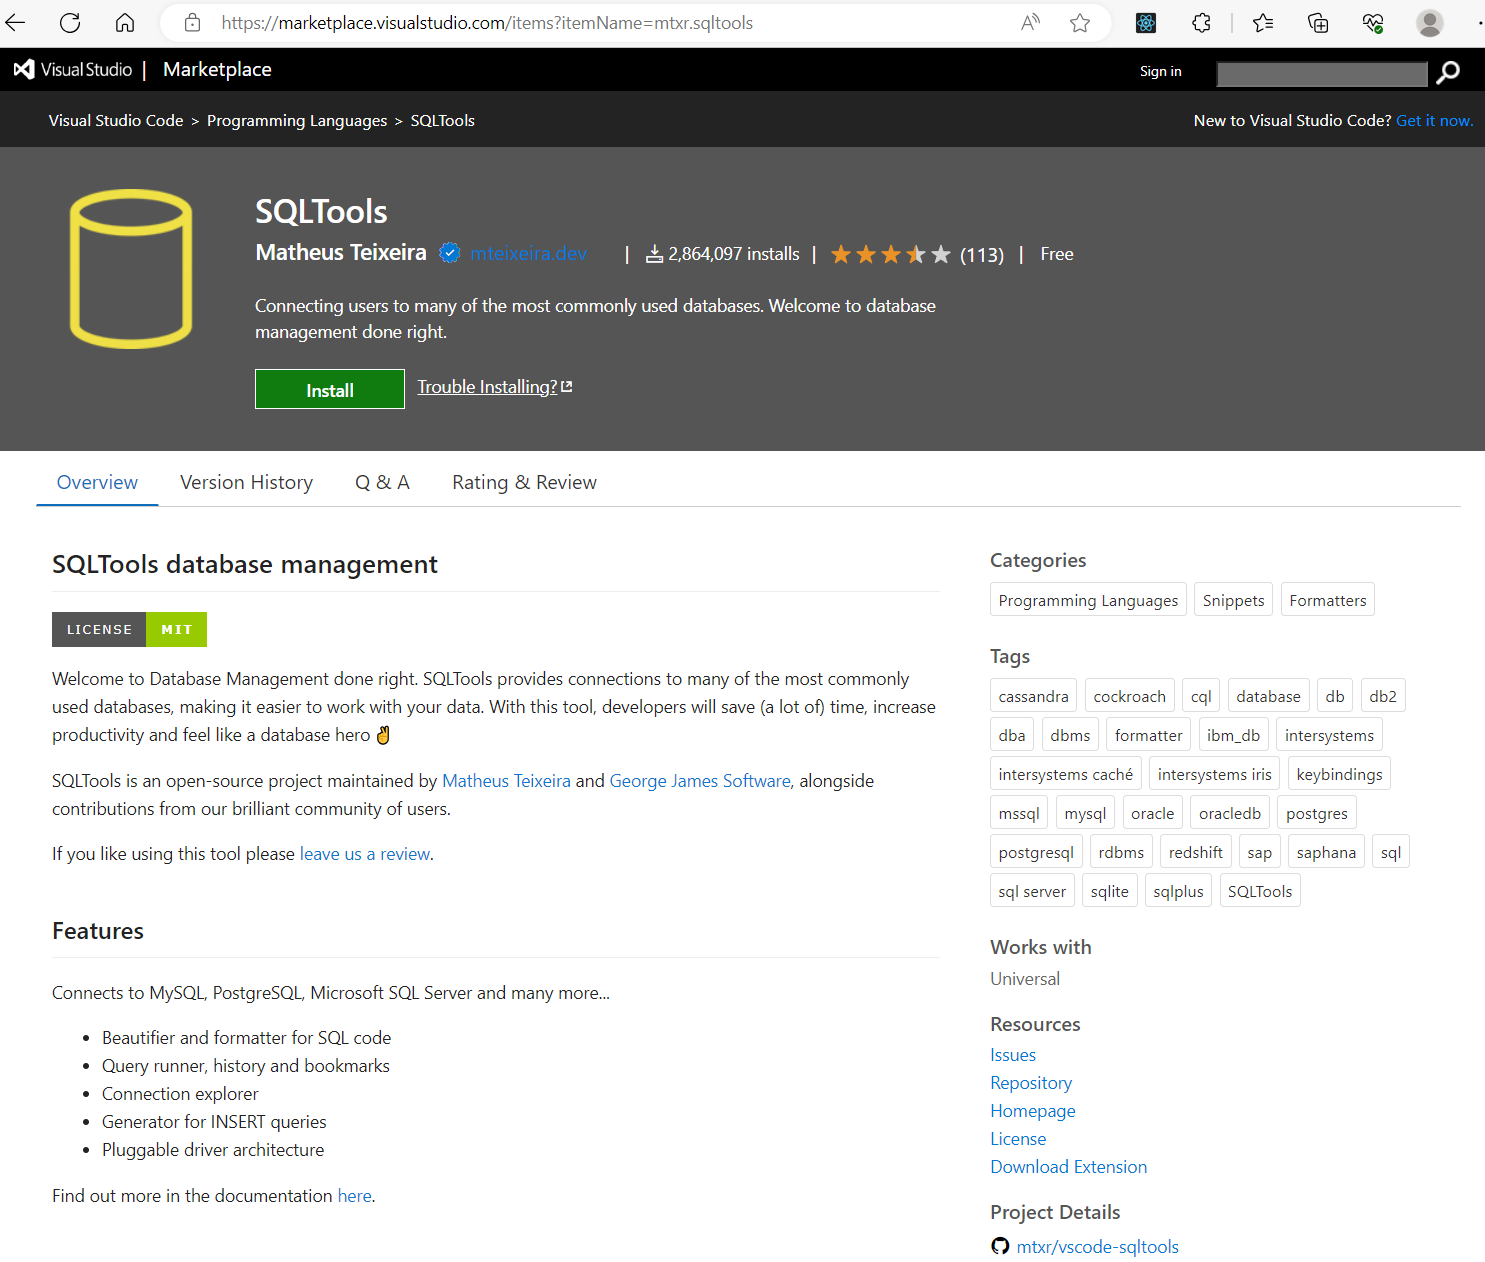 https://marketplace.visualstudio.com/items?itemName=mtxr.sqltools
Visual Studio | Marketplace
Sign in
Visual Studio Code > Programming Languages > SQLTools
New to Visual Studio Code? Get it now.
SQLTools
Matheus Teixeira mteixeira.dev | 2,864,097 installs | (113) | Free
Connecting users to many of the most commonly used databases. Welcome to database
management done right.
Install Trouble Installing?
Overview Version History Q & A Rating & Review
SQLTools database management
LICENSE MIT
Welcome to Database Management done right. SQLTools provides connections to many of the most commonly
used databases, making it easier to work with your data. With this tool, developers will save (a lot of) time, increase
productivity and feel like a database hero ✌
SQLTools is an open-source project maintained by Matheus Teixeira and George James Software, alongside
contributions from our brilliant community of users.
If you like using this tool please leave us a review.
Features
Connects to MySQL, PostgreSQL, Microsoft SQL Server and many more...
• Beautifier and formatter for SQL code
• Query runner, history and bookmarks
• Connection explorer
• Generator for INSERT queries
• Pluggable driver architecture
Find out more in the documentation here.
Categories
Programming Languages Snippets Formatters
Tags
cassandra cockroach cql database db db2
dba dbms formatter ibm_db intersystems
intersystems caché intersystems iris keybindings
mssql mysql oracle oracledb postgres
postgresql rdbms redshift sap saphana sql
sql server sqlite sqlplus SQLTools
Works with
Universal
Resources
Issues
Repository
Homepage
License
Download Extension
Project Details
mtxr/vscode-sqltools